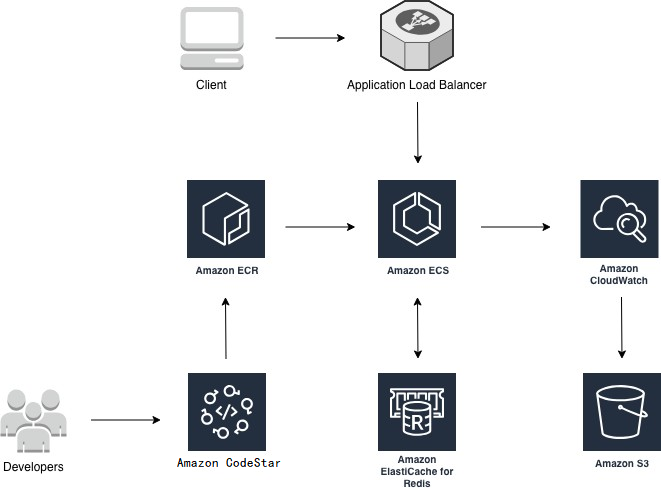 Client
Application Load Balancer
Amazon ECR
Amazon ECS
Amazon
CloudWatch
Developers
Amazon CodeStar
Amazon
ElastiCache for
Redis
R
Amazon S3